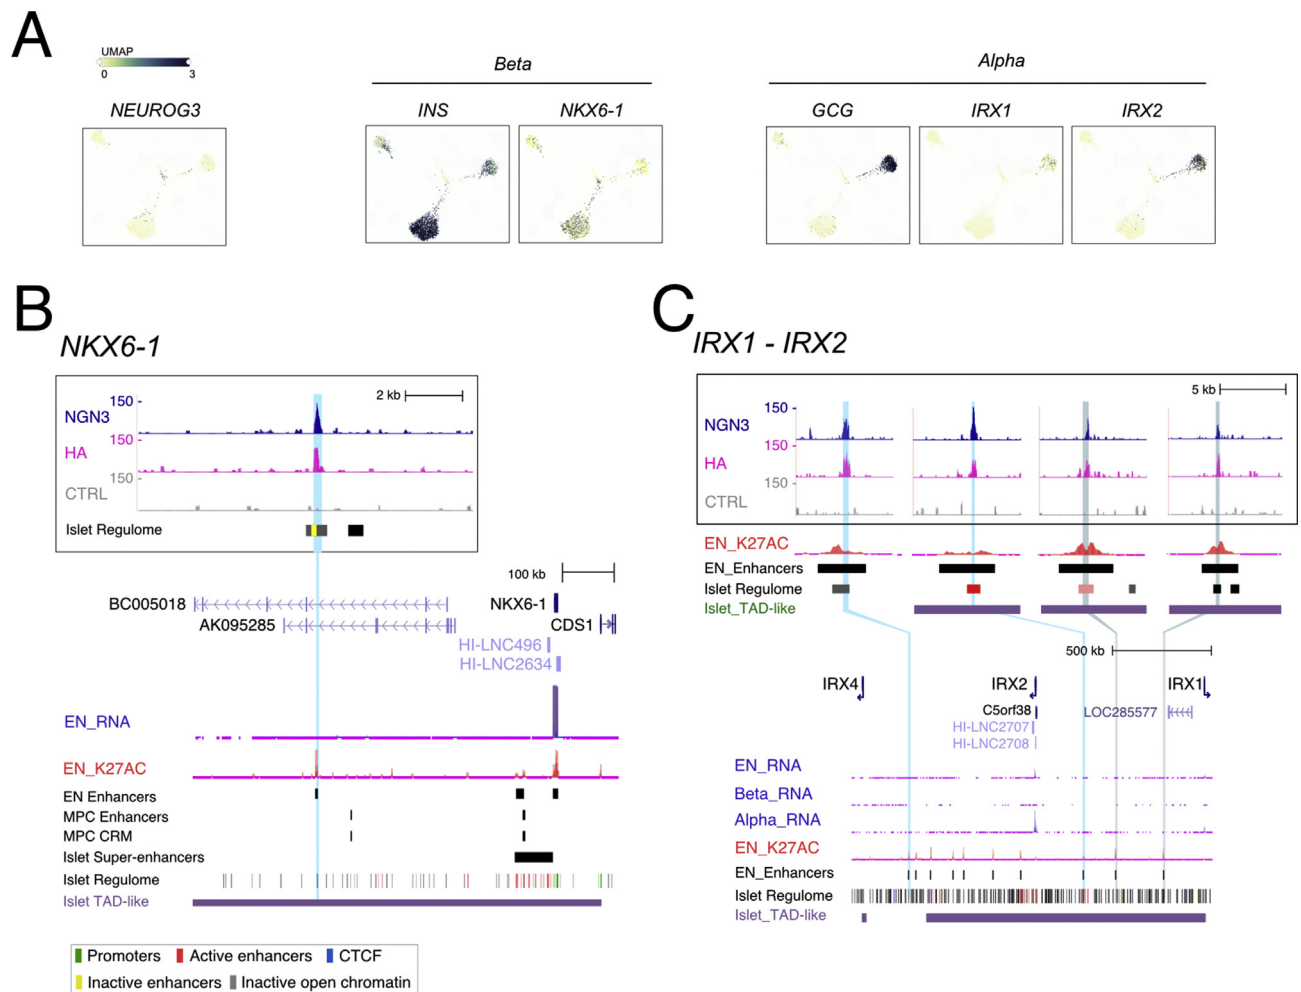 A
UMAP
0 3
Beta
Alpha
NEUROG3
INS
NKX6-1
GCG
IRX1
IRX2
B
NKX6-1
2 kb
150
NGN3
150
HA
150
CTRL
Islet Regulome
100 kb
BC005018
NKX6-1
AK095285
CDS1
HI-LNC496
HI-LNC2634
EN_RNA
EN_K27AC
EN Enhancers
MPC Enhancers
MPC CRM
Islet Super-enhancers
Islet Regulome
Islet TAD-like
Promoters
Active enhancers
CTCF
Inactive enhancers
Inactive open chromatin
C
IRX1 - IRX2
5 kb
150
NGN3
150
HA
150
CTRL
EN_K27AC
EN_Enhancers
Islet Regulome
Islet_TAD-like
500 kb
IRX4
IRX2
IRX1
C5orf38
LOC285577
HI-LNC2707
HI-LNC2708
EN_RNA
Beta_RNA
Alpha_RNA
EN_K27AC
EN_Enhancers
Islet Regulome
Islet_TAD-like